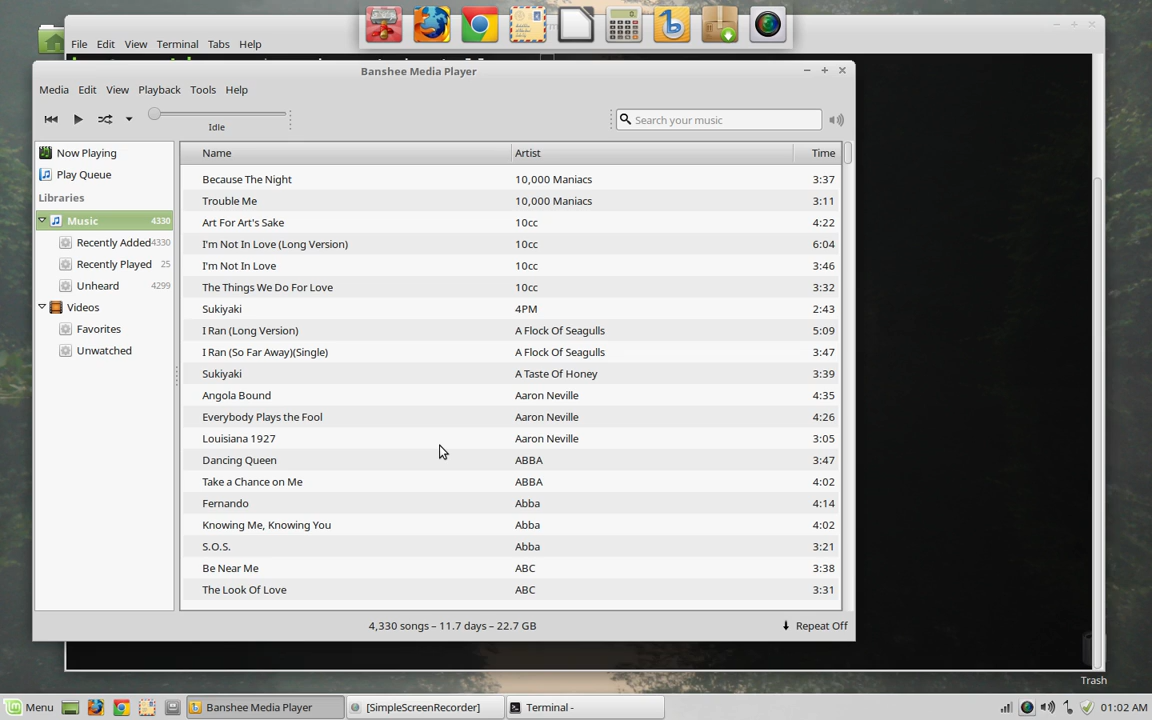 File Edit View Terminal Tabs Help
Banshee Media Player
Media Edit View Playback Tools Help
Idle
Search your music
Now Playing
Play Queue
Libraries
Music 4330
Recently Added 4330
Recently Played 25
Unheard 4299
Videos
Favorites
Unwatched
Name Artist Time
Because The Night 10,000 Maniacs 3:37
Trouble Me 10,000 Maniacs 3:11
Art For Art's Sake 10cc 4:22
I'm Not In Love (Long Version) 10cc 6:04
I'm Not In Love 10cc 3:46
The Things We Do For Love 10cc 3:32
Sukiyaki 4PM 2:43
I Ran (Long Version) A Flock Of Seagulls 5:09
I Ran (So Far Away)(Single) A Flock Of Seagulls 3:47
Sukiyaki A Taste Of Honey 3:39
Angola Bound Aaron Neville 4:35
Everybody Plays the Fool Aaron Neville 4:26
Louisiana 1927 Aaron Neville 3:05
Dancing Queen ABBA 3:47
Take a Chance on Me ABBA 4:02
Fernando Abba 4:14
Knowing Me, Knowing You Abba 4:02
S.O.S. Abba 3:21
Be Near Me ABC 3:38
The Look Of Love ABC 3:31
4,330 songs – 11.7 days – 22.7 GB
Repeat Off
Trash
Menu
Banshee Media Player
[SimpleScreenRecorder]
Terminal -
01:02 AM